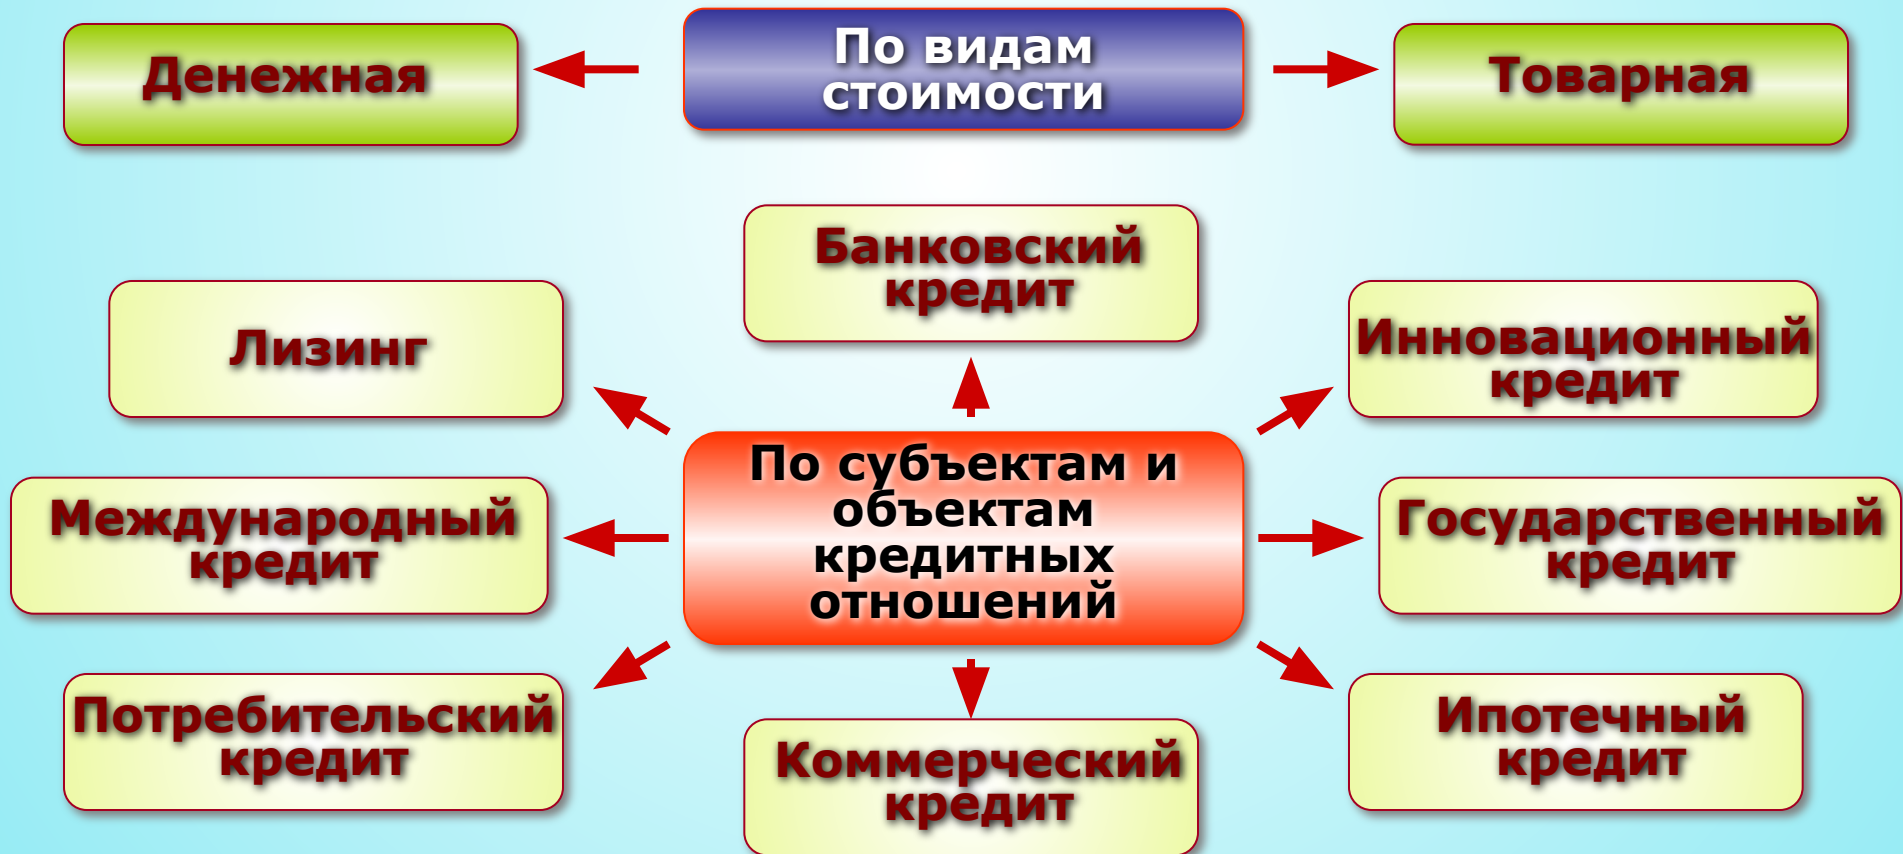 Денежная
По видам
стоимости
Товарная
Банковский
кредит
Лизинг
Инновационный
кредит
По субъектам и
объектам
кредитных
отношений
Международный
кредит
Государственный
кредит
Потребительский
кредит
Коммерческий
кредит
Ипотечный
кредит